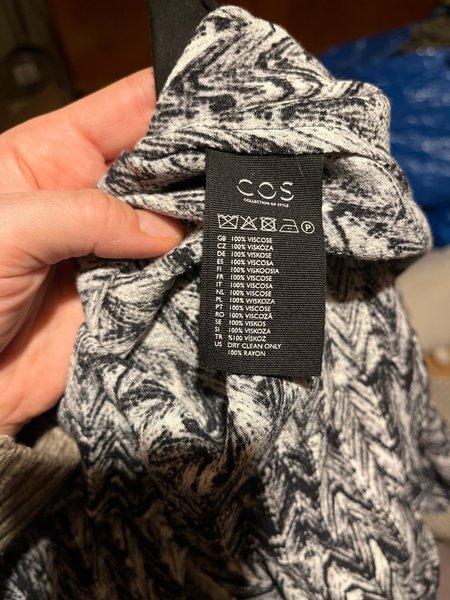 COS
COLLECTION OF STYLE
P
GB 100% VISCOSE
CZ 100% VISKÓZA
DE 100% VISKOSE
ES 100% VISCOSA
FI 100% VISKOOSIA
FR 100% VISCOSE
IT 100% VISCOSA
NL 100% VISCOSE
PL 100% WISKOZA
PT 100% VISCOSE
RO 100% VISCOZĂ
SE 100% VISKOS
SI 100% VISKOZA
TR %100 VİSKOZ
US DRY CLEAN ONLY
100% RAYON